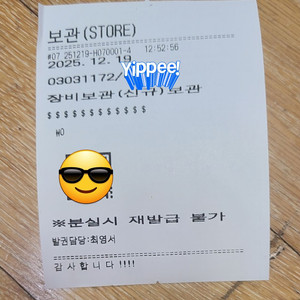 보관(STORE)
#07 251219-H070001-4 12:52:56
2025. 12. 19
03031172/
Yippee!
장비보관(신규)보관
$ $ $ $ $ $ $ $ $ $ $ $
₩0
※분실시 재발급 불가
발권담당:최영서
감사합니다!!!!